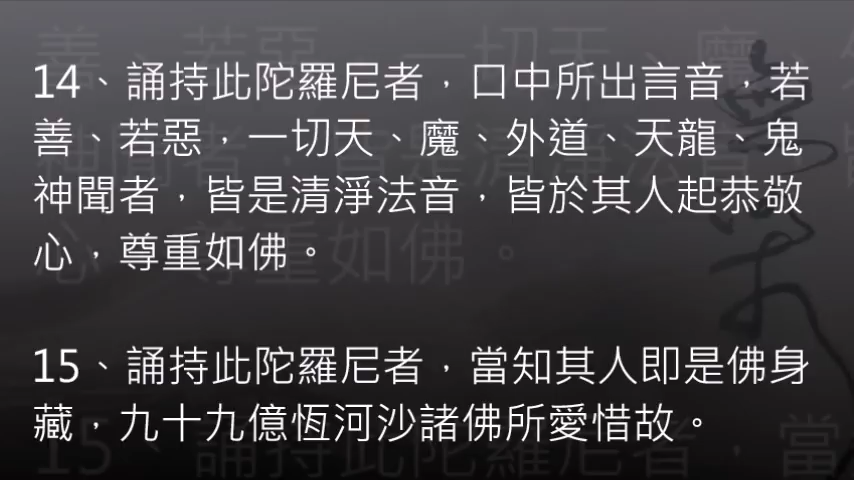 14、誦持此陀羅尼者，口中所出言音，若
善、若惡，一切天、魔、外道、天龍、鬼
神聞者，皆是清淨法音，皆於其人起恭敬
心，尊重如佛。
15、誦持此陀羅尼者，當知其人即是佛身
藏，九十九億恆河沙諸佛所愛惜故。